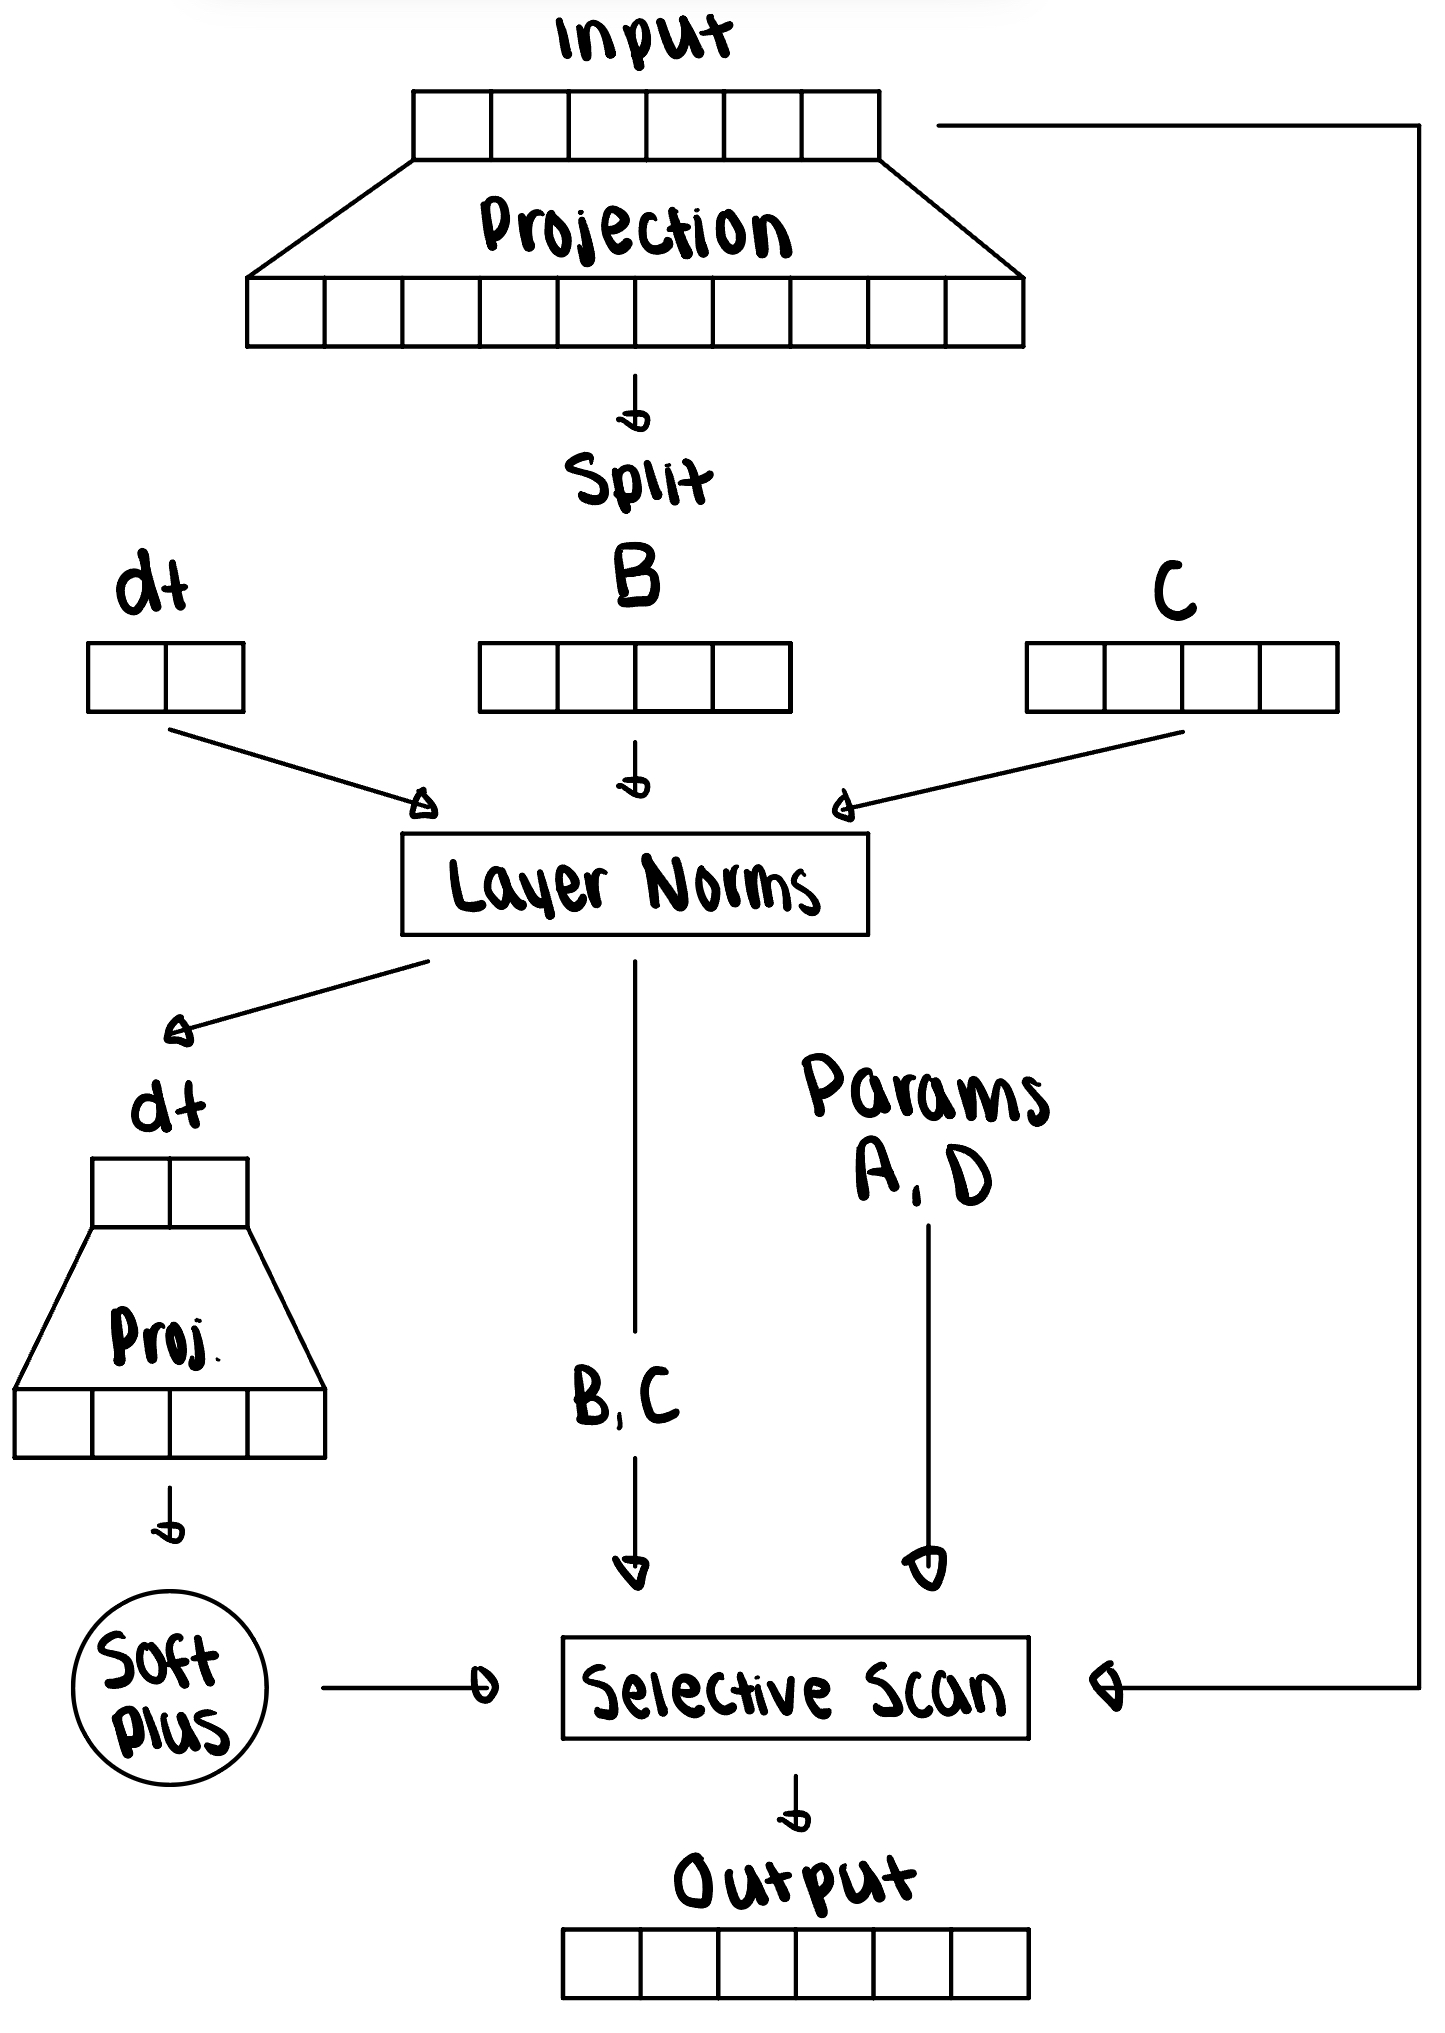 Input
Projection
Split
dt
B
C
Layer Norms
dt
Params
A, D
Proj.
B, C
Soft
plus
Selective Scan
Output